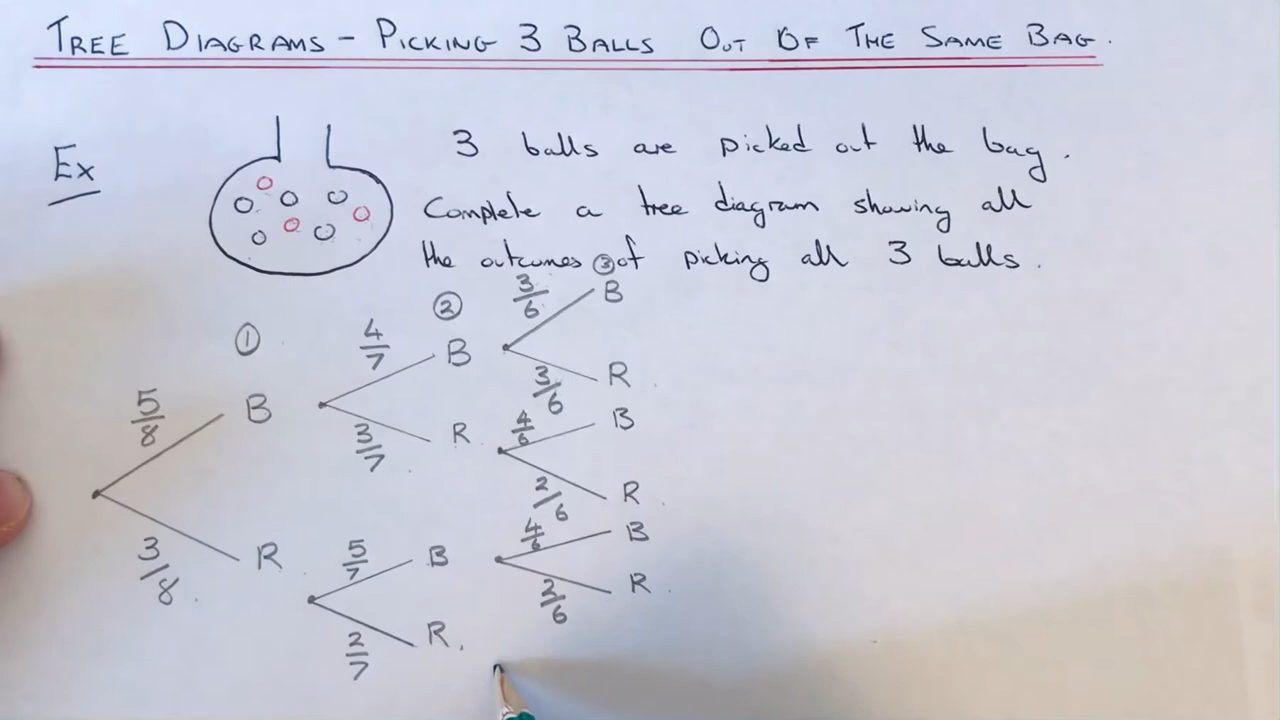 TREE DIAGRAMS - PICKING 3 BALLS OUT OF THE SAME BAG.
Ex
3 balls are picked out the bag.
Complete a tree diagram showing all
the outcomes of picking all 3 balls.
① ② ③
5/8 B
3/8 R
4/7 B
3/7 R
5/7 B
2/7 R.
3/6 B
3/6 R
4/6 B
2/6 R
4/6 B
2/6 R